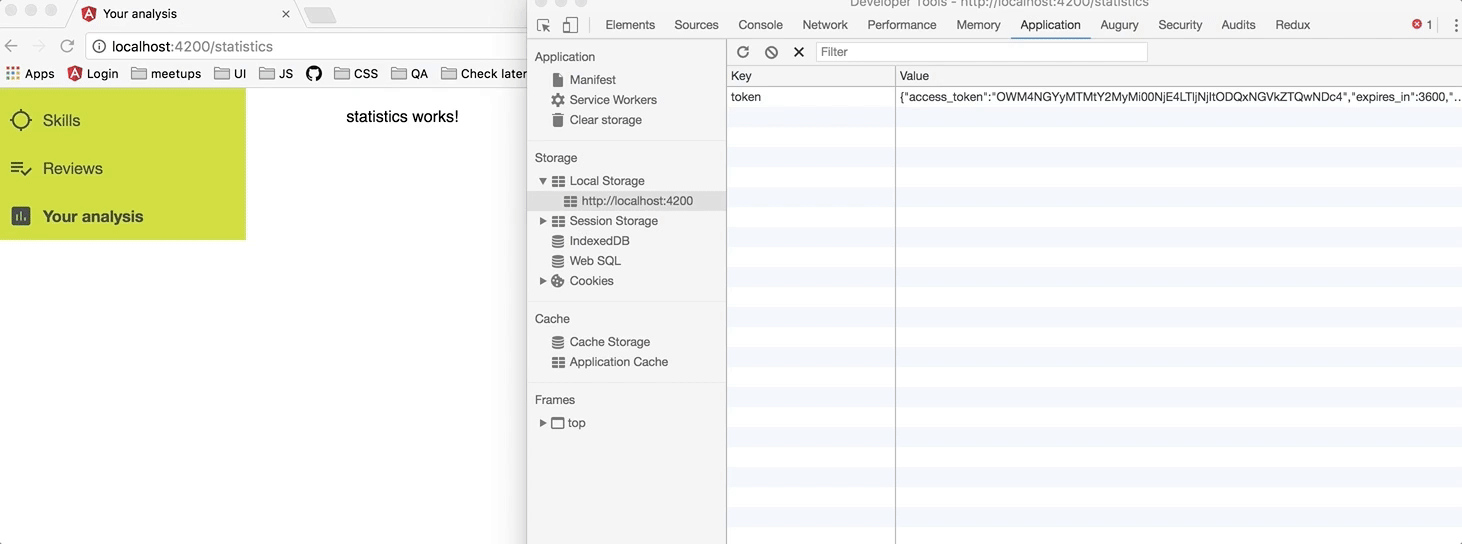 Your analysis
localhost:4200/statistics
Apps Login meetups UI JS CSS QA Check later
Skills
Reviews
Your analysis
statistics works!
Developer Tools - http://localhost:4200/statistics
Elements Sources Console Network Performance Memory Application Augury Security Audits Redux 1
Application
Manifest
Service Workers
Clear storage
Storage
Local Storage
http://localhost:4200
Session Storage
IndexedDB
Web SQL
Cookies
Cache
Cache Storage
Application Cache
Frames
top
Filter
Key Value
token {"access_token":"OWM4NGYyMTMtY2MyMi00NjE4LTljNjItODQxNGVkZTQwNDc4","expires_in":3600,"...